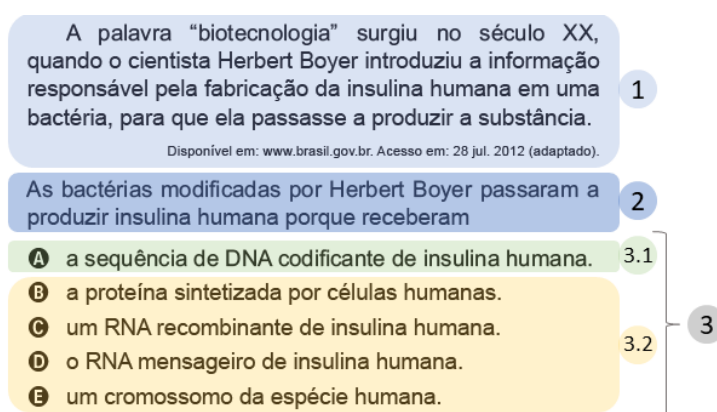 A palavra “biotecnologia” surgiu no século XX,
quando o cientista Herbert Boyer introduziu a informação
responsável pela fabricação da insulina humana em uma
bactéria, para que ela passasse a produzir a substância.
1
Disponível em: www.brasil.gov.br. Acesso em: 28 jul. 2012 (adaptado).
As bactérias modificadas por Herbert Boyer passaram a
produzir insulina humana porque receberam
2
A a sequência de DNA codificante de insulina humana.
3.1
B a proteína sintetizada por células humanas.
C um RNA recombinante de insulina humana.
D o RNA mensageiro de insulina humana.
E um cromossomo da espécie humana.
3.2
3